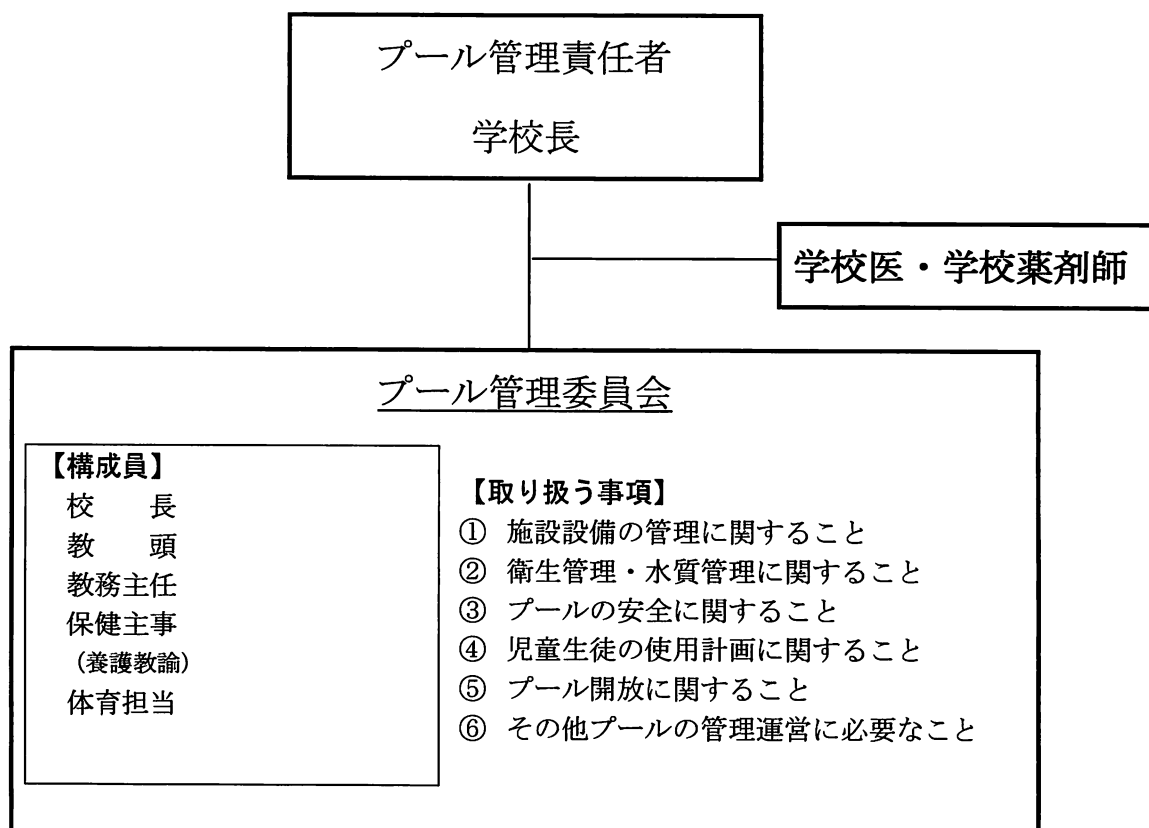 プール管理責任者
学校長
学校医・学校薬剤師
プール管理委員会
【構成員】
校　　長
教　　頭
教務主任
保健主事
(養護教諭)
体育担当
【取り扱う事項】
① 施設設備の管理に関すること
② 衛生管理・水質管理に関すること
③ プールの安全に関すること
④ 児童生徒の使用計画に関すること
⑤ プール開放に関すること
⑥ その他プールの管理運営に必要なこと